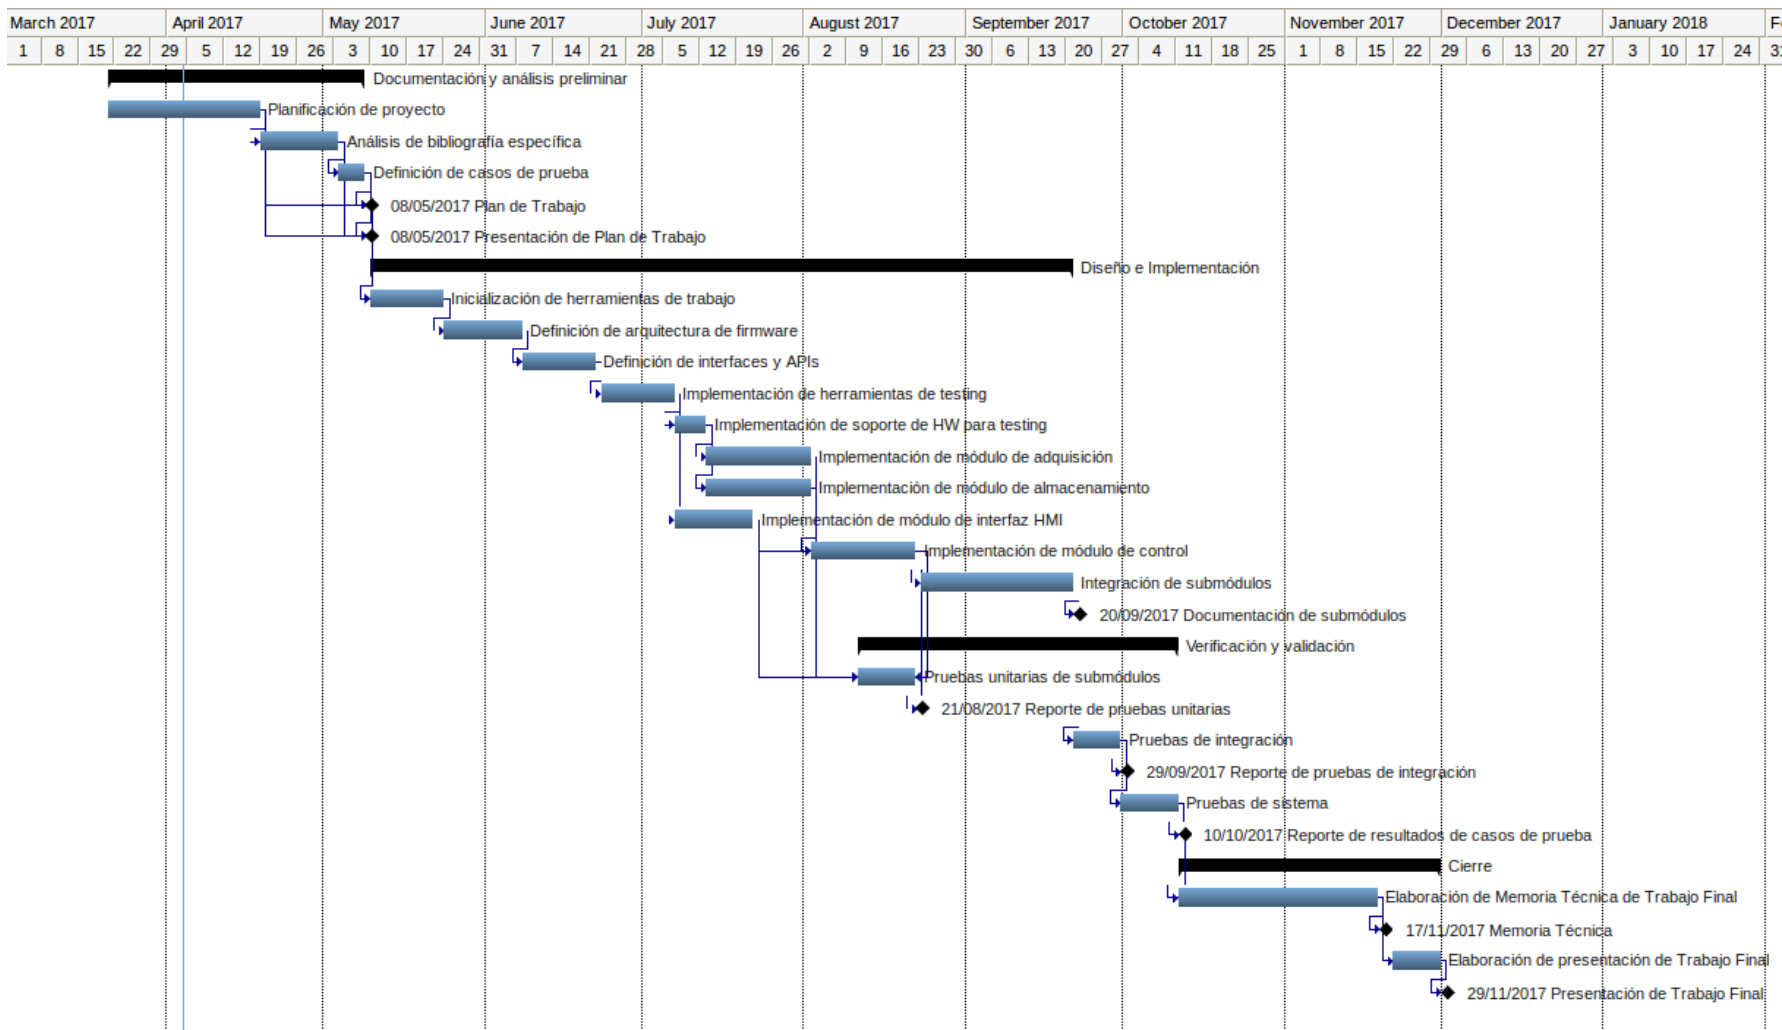 March 2017 April 2017 May 2017 June 2017 July 2017 August 2017 September 2017 October 2017 November 2017 December 2017 January 2018 F
1 8 15 22 29 5 12 19 26 3 10 17 24 31 7 14 21 28 5 12 19 26 2 9 16 23 30 6 13 20 27 4 11 18 25 1 8 15 22 29 6 13 20 27 3 10 17 24 31
Documentación y análisis preliminar
Planificación de proyecto
Análisis de bibliografía específica
Definición de casos de prueba
08/05/2017 Plan de Trabajo
08/05/2017 Presentación de Plan de Trabajo
Diseño e Implementación
Inicialización de herramientas de trabajo
Definición de arquitectura de firmware
Definición de interfaces y APIs
Implementación de herramientas de testing
Implementación de soporte de HW para testing
Implementación de módulo de adquisición
Implementación de módulo de almacenamiento
Implementación de módulo de interfaz HMI
Implementación de módulo de control
Integración de submódulos
20/09/2017 Documentación de submódulos
Verificación y validación
Pruebas unitarias de submódulos
21/08/2017 Reporte de pruebas unitarias
Pruebas de integración
29/09/2017 Reporte de pruebas de integración
Pruebas de sistema
10/10/2017 Reporte de resultados de casos de prueba
Cierre
Elaboración de Memoria Técnica de Trabajo Final
17/11/2017 Memoria Técnica
Elaboración de presentación de Trabajo Final
29/11/2017 Presentación de Trabajo Final